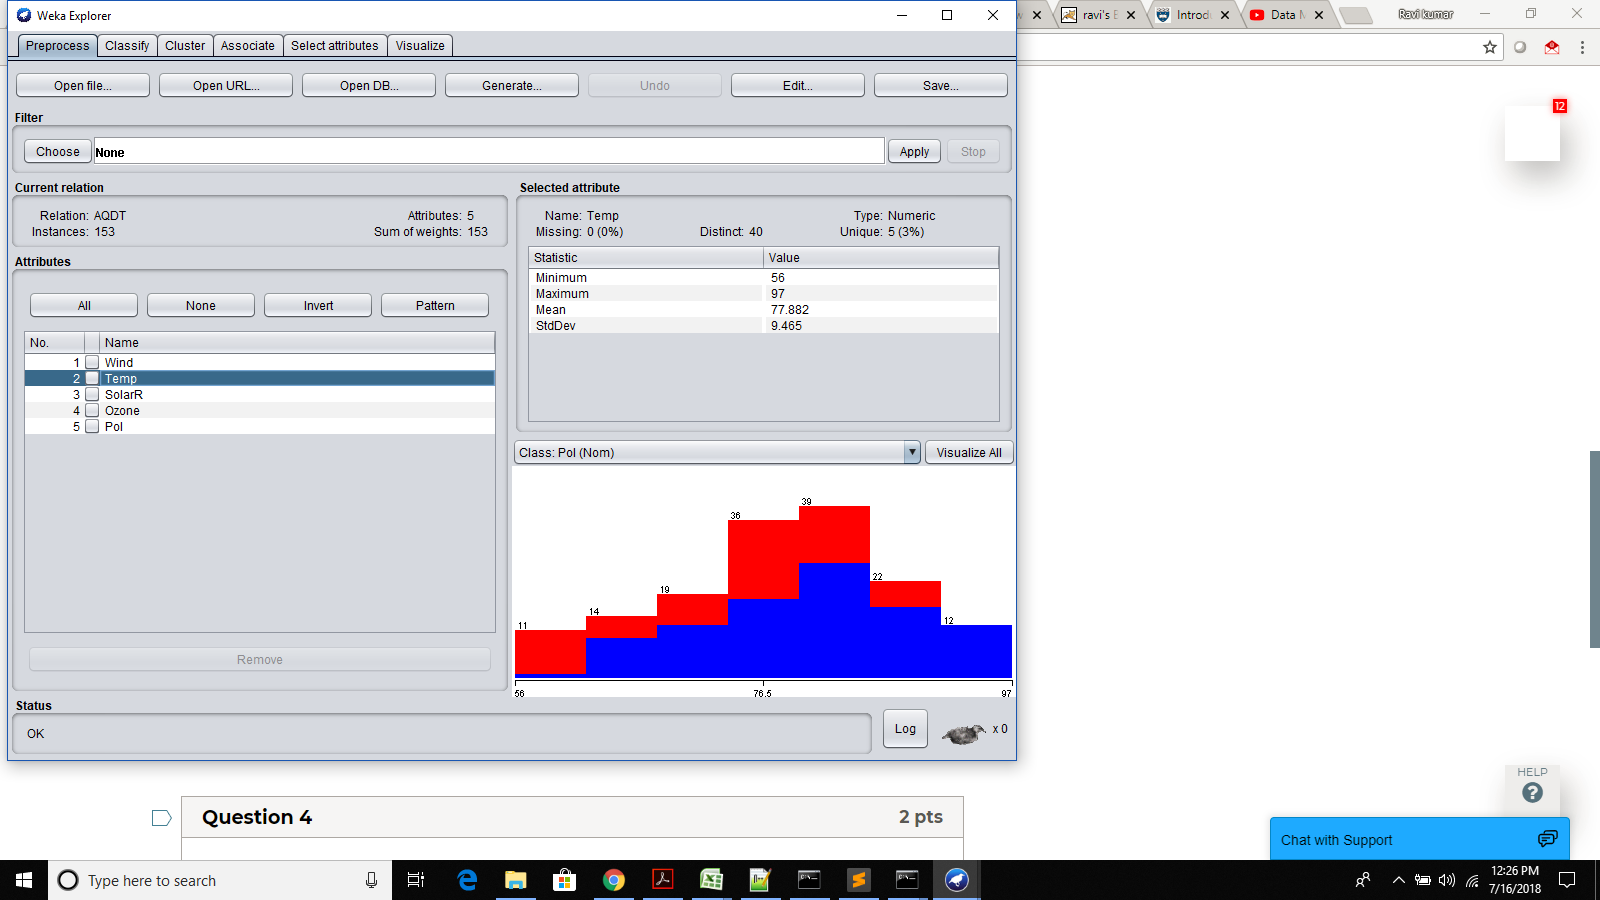 Weka Explorer
ravi's E
Introdu
Data M
Ravi kumar
Preprocess Classify Cluster Associate Select attributes Visualize
Open file... Open URL... Open DB... Generate... Undo Edit... Save...
Filter
Choose None Apply Stop
12
Current relation
Relation: AQDT Attributes: 5
Instances: 153 Sum of weights: 153
Attributes
All None Invert Pattern
No. Name
1 Wind
2 Temp
3 SolarR
4 Ozone
5 Pol
Remove
Selected attribute
Name: Temp Type: Numeric
Missing: 0 (0%) Distinct: 40 Unique: 5 (3%)
Statistic Value
Minimum 56
Maximum 97
Mean 77.882
StdDev 9.465
Class: Pol (Nom) Visualize All
11 14 19 36 39 22 12
56 76.5 97
Status
OK
Log x 0
Question 4 2 pts
HELP
?
Chat with Support
Type here to search
12:26 PM
7/16/2018